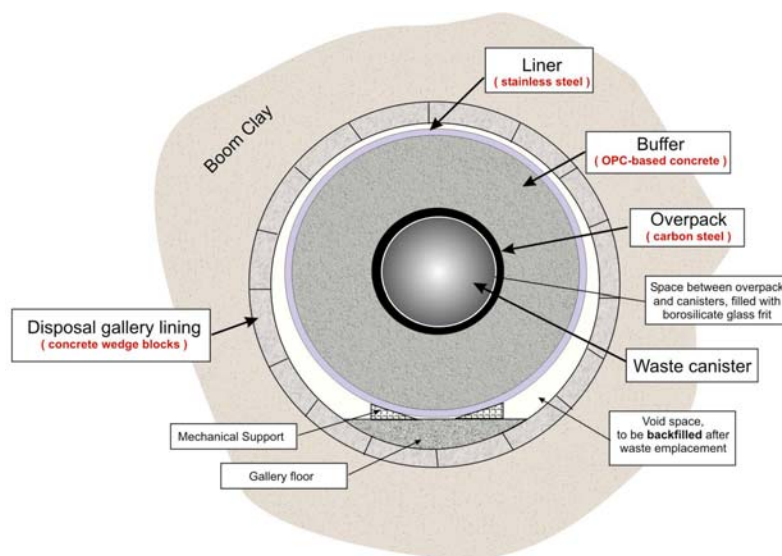 Liner
( stainless steel )
Boom Clay
Buffer
( OPC-based concrete )
Overpack
( carbon steel )
Space between overpack
and canisters, filled with
borosilicate glass frit
Disposal gallery lining
( concrete wedge blocks )
Waste canister
Mechanical Support
Void space,
to be backfilled after
waste emplacement
Gallery floor